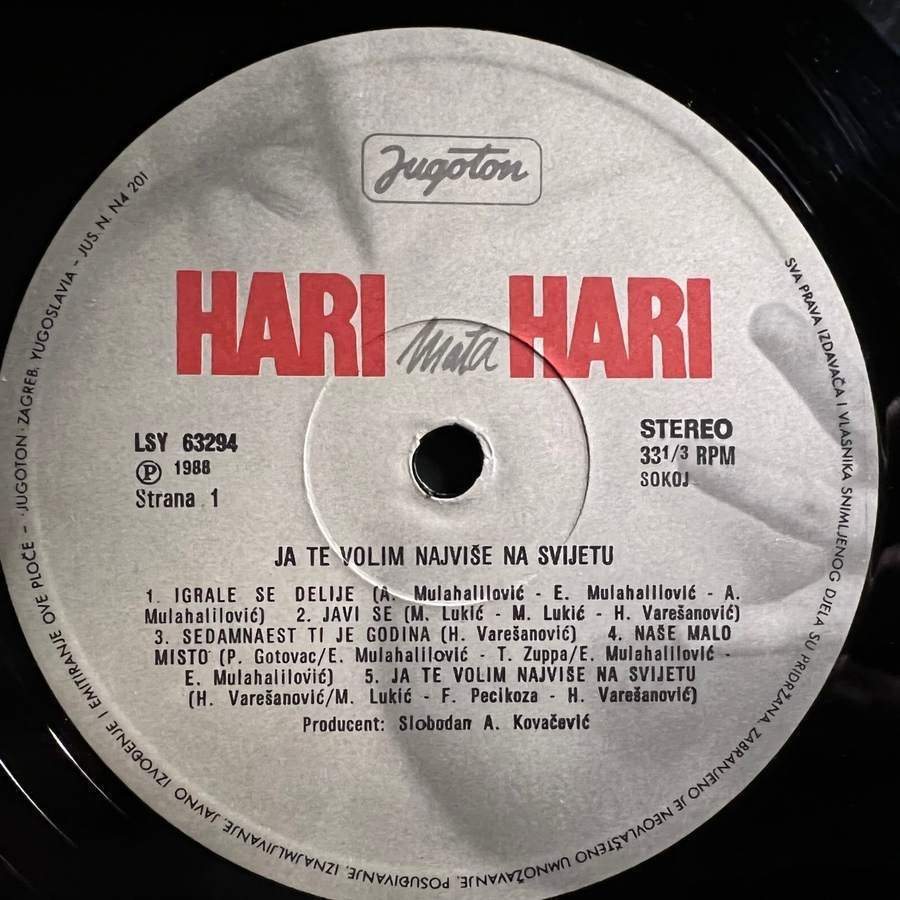 Jugoton
HARI Mata HARI
LSY 63294
℗ 1988
Strana 1
STEREO
33 1/3 RPM
SOKOJ
JA TE VOLIM NAJVIŠE NA SVIJETU
1. IGRALE SE DELIJE (A. Mulahalilović - E. Mulahalilović - A.
Mulahalilović) 2. JAVI SE (M. Lukić - M. Lukić - H. Varešanović)
3. SEDAMNAEST TI JE GODINA (H. Varešanović) 4. NAŠE MALO
MISTO (P. Gotovac/E. Mulahalilović - T. Zuppa/E. Mulahalilović -
E. Mulahalilović) 5. JA TE VOLIM NAJVIŠE NA SVIJETU
(H. Varešanović/M. Lukić - F. Pecikoza - H. Varešanović)
Producent: Slobodan A. Kovačević
SVA PRAVA IZDAVAČA I VLASNIKA SNIMLJENOG DJELA SU PRIDRŽANA. ZABRANJENO JE NEOVLAŠTENO UMNOŽAVANJE, POSUĐIVANJE, IZNAJMLJIVANJE, JAVNO IZVOĐENJE I EMITIRANJE OVE PLOČE - JUGOTON · ZAGREB, YUGOSLAVIA - JUS. N. N4 201